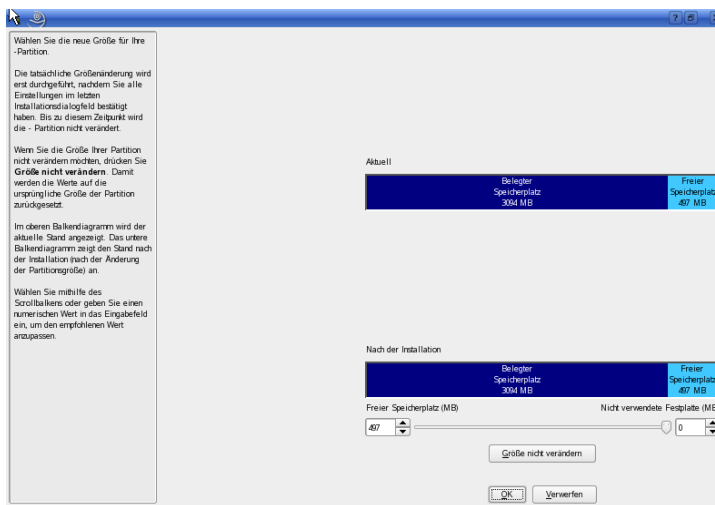 Wählen Sie die neue Größe für Ihre
-Partition.
Die tatsächliche Größenänderung wird
erst durchgeführt, nachdem Sie alle
Einstellungen im letzten
Installationsdialogfeld bestätigt
haben. Bis zu diesem Zeitpunkt wird
die - Partition nicht verändert.
Wenn Sie die Größe Ihrer Partition
nicht verändern möchten, drücken Sie
Größe nicht verändern. Damit
werden die Werte auf die
ursprüngliche Größe der Partition
zurückgesetzt.
Im oberen Balkendiagramm wird der
aktuelle Stand angezeigt. Das untere
Balkendiagramm zeigt den Stand nach
der Installation (nach der Änderung
der Partitionsgröße) an.
Wählen Sie mithilfe des
Scrollbalkens oder geben Sie einen
numerischen Wert in das Eingabefeld
ein, um den empfohlenen Wert
anzupassen.
Aktuell
Belegter
Speicherplatz
3094 MB
Freier
Speicherplatz
497 MB
Nach der Installation
Belegter
Speicherplatz
3094 MB
Freier
Speicherplatz
497 MB
Freier Speicherplatz (MB)
Nicht verwendete Festplatte (MB
497
0
Größe nicht verändern
OK
Verwerfen